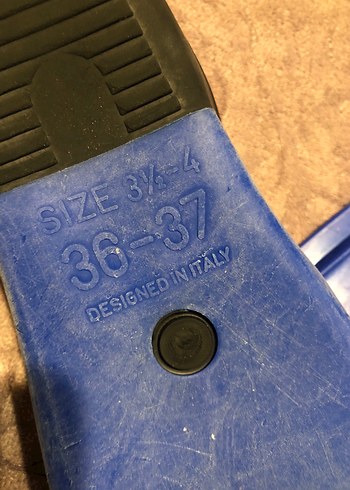 SIZE 3½-4
36-37
DESIGNED IN ITALY